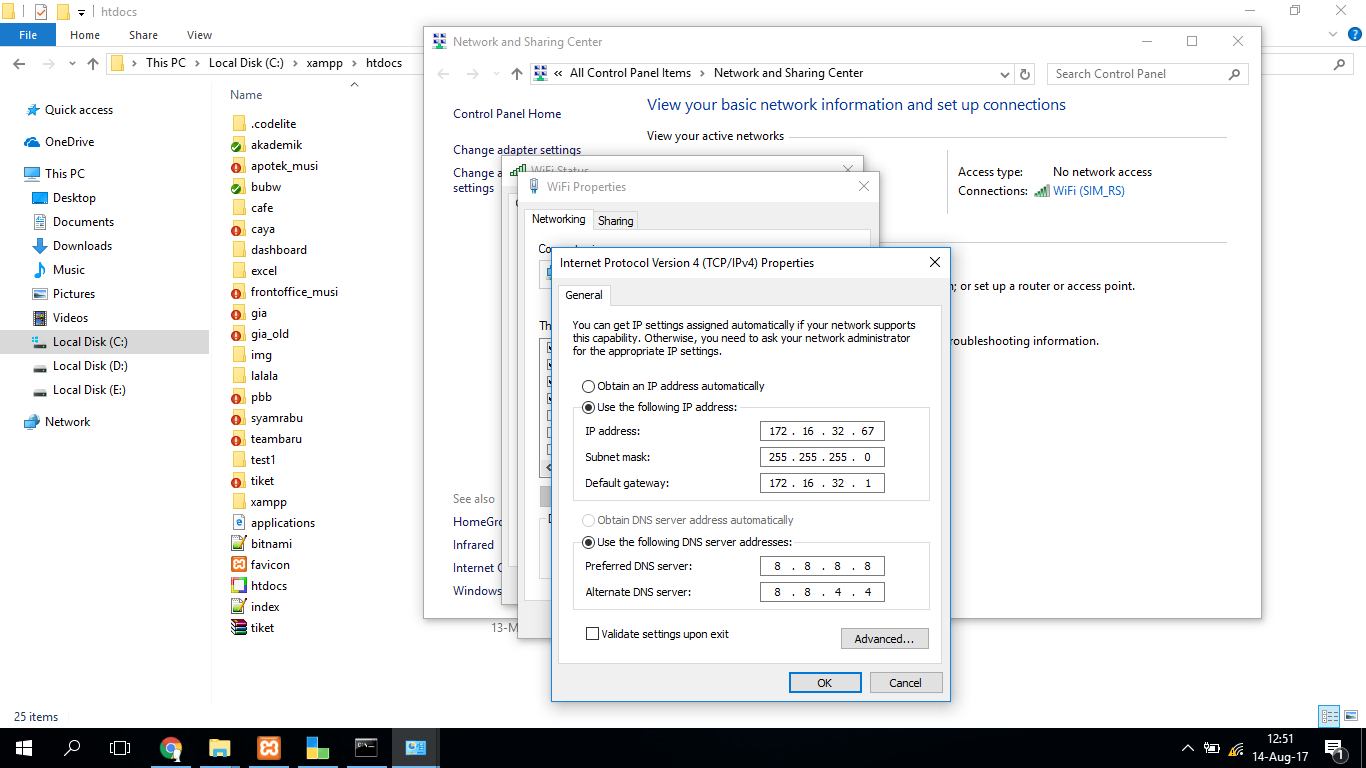 htdocs
File Home Share View
This PC Local Disk (C:) xampp htdocs
Quick access
OneDrive
This PC
Desktop
Documents
Downloads
Music
Pictures
Videos
Local Disk (C:)
Local Disk (D:)
Local Disk (E:)
Network
Name
.codelite
akademik
apotek_musi
bubw
cafe
caya
dashboard
excel
frontoffice_musi
gia
gia_old
img
lalala
pbb
syamrabu
teambaru
test1
tiket
xampp
applications
bitnami
favicon
htdocs
index
tiket
13-M
25 items
Network and Sharing Center
« All Control Panel Items Network and Sharing Center
Search Control Panel
Control Panel Home
Change adapter settings
Change a
settings
See also
HomeGro
Infrared
Internet
Windows
View your basic network information and set up connections
View your active networks
Access type: No network access
Connections: WiFi (SIM_RS)
; or set up a router or access point.
roubleshooting information.
WiFi Status
WiFi Properties
Networking Sharing
Internet Protocol Version 4 (TCP/IPv4) Properties
General
You can get IP settings assigned automatically if your network supports
this capability. Otherwise, you need to ask your network administrator
for the appropriate IP settings.
Obtain an IP address automatically
Use the following IP address:
IP address: 172 . 16 . 32 . 67
Subnet mask: 255 . 255 . 255 . 0
Default gateway: 172 . 16 . 32 . 1
Obtain DNS server address automatically
Use the following DNS server addresses:
Preferred DNS server: 8 . 8 . 8 . 8
Alternate DNS server: 8 . 8 . 4 . 4
Validate settings upon exit
Advanced...
OK Cancel
12:51
14-Aug-17
1